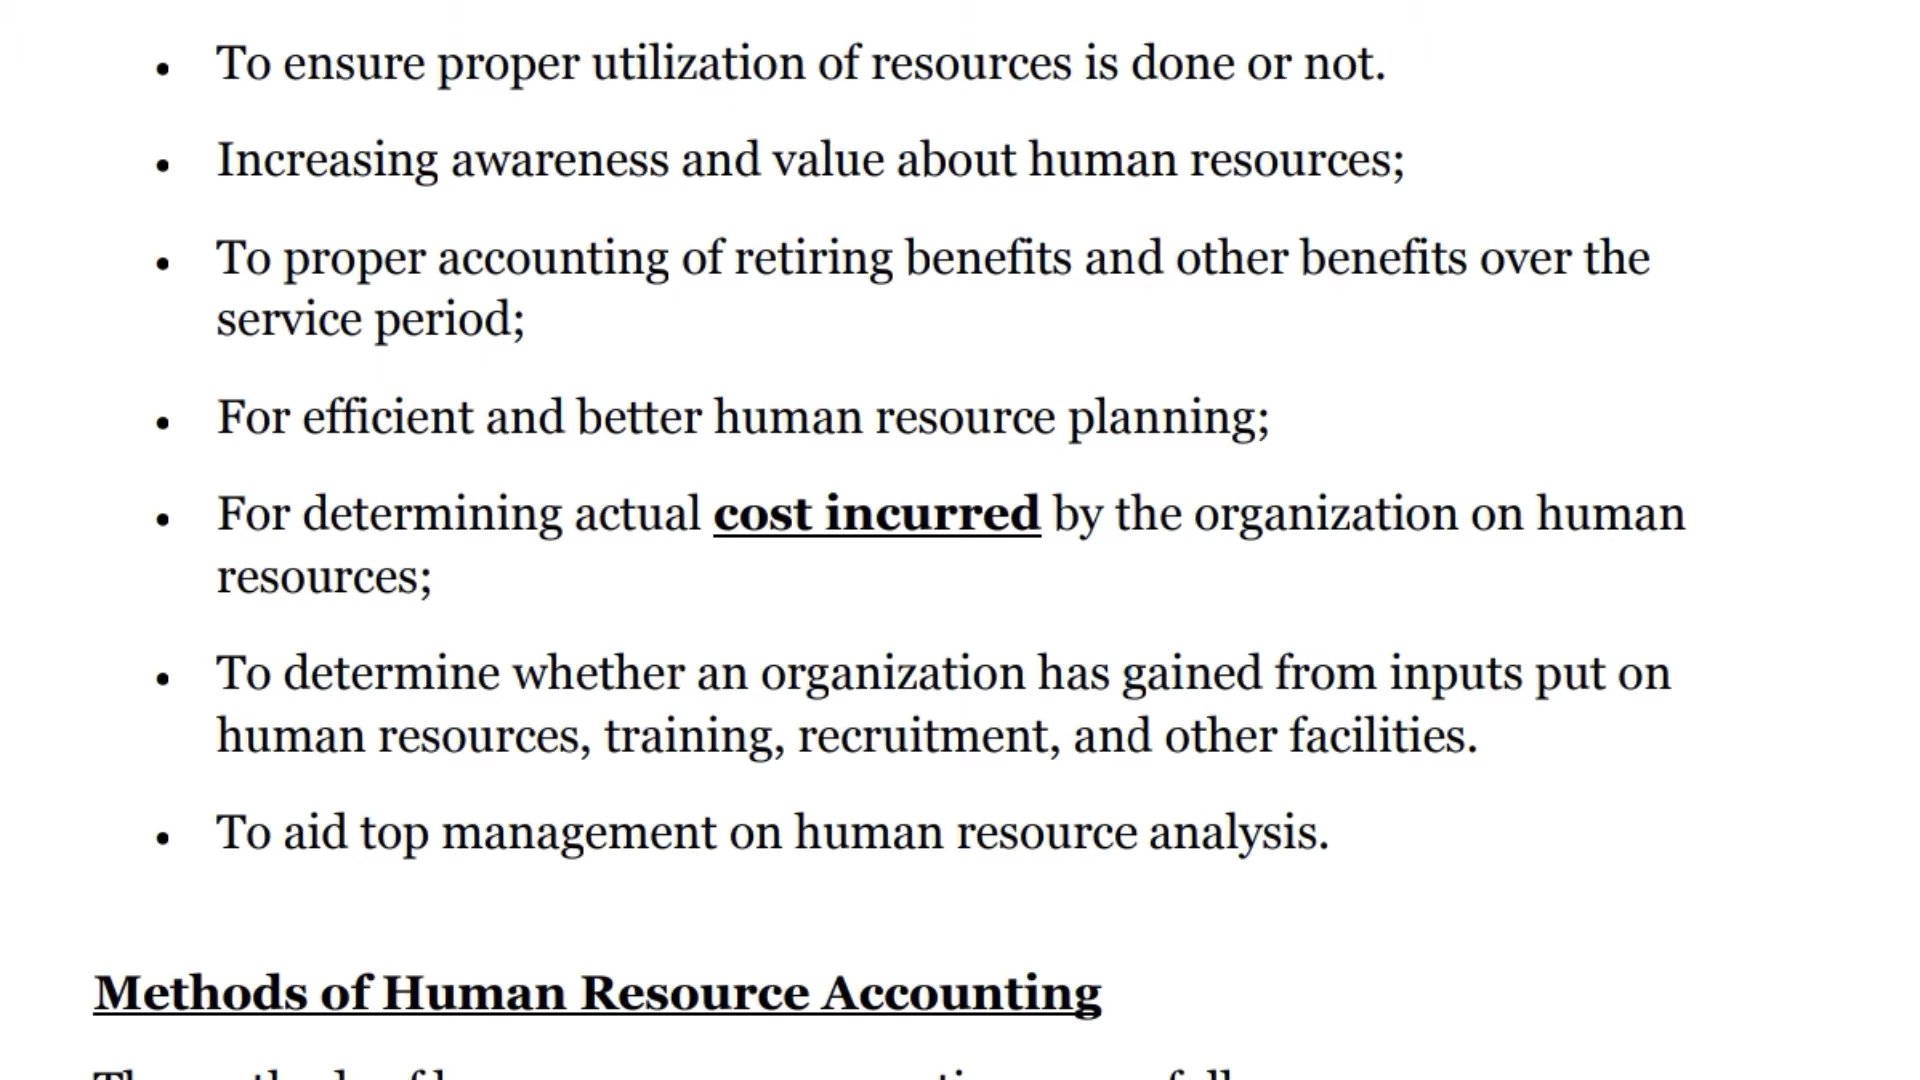 • To ensure proper utilization of resources is done or not.
• Increasing awareness and value about human resources;
• To proper accounting of retiring benefits and other benefits over the
service period;
• For efficient and better human resource planning;
• For determining actual cost incurred by the organization on human
resources;
• To determine whether an organization has gained from inputs put on
human resources, training, recruitment, and other facilities.
• To aid top management on human resource analysis.
Methods of Human Resource Accounting